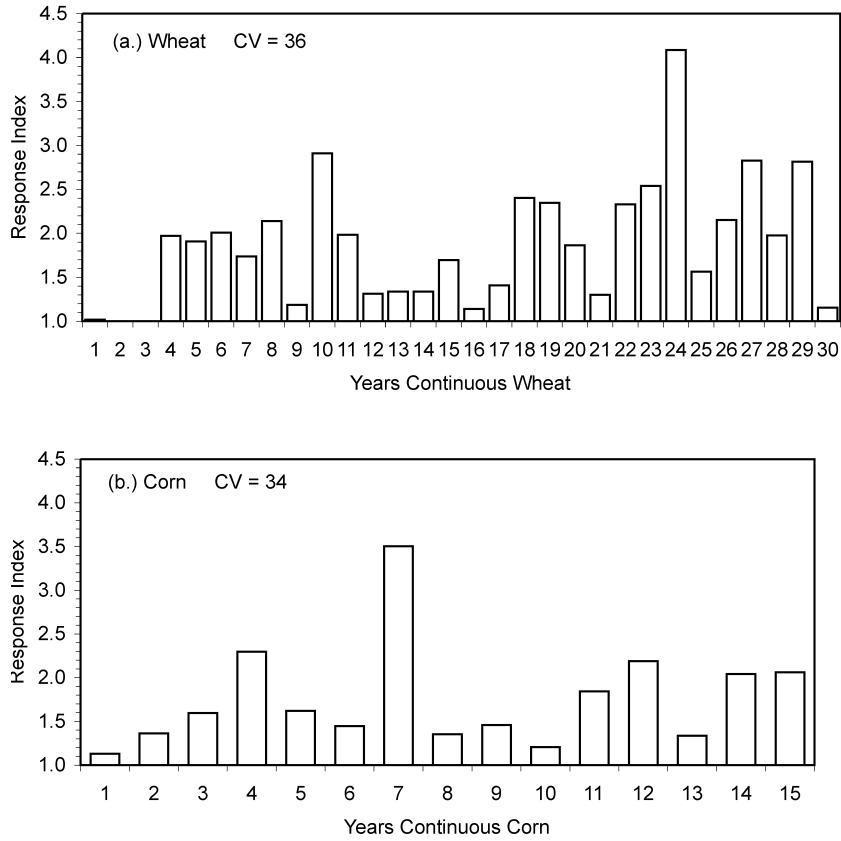 4.5
(a.) Wheat CV = 36
4.0
3.5
3.0
2.5
2.0
1.5
1.0
Response Index
1 2 3 4 5 6 7 8 9 10 11 12 13 14 15 16 17 18 19 20 21 22 23 24 25 26 27 28 29 30
Years Continuous Wheat
4.5
(b.) Corn CV = 34
4.0
3.5
3.0
2.5
2.0
1.5
1.0
Response Index
1 2 3 4 5 6 7 8 9 10 11 12 13 14 15
Years Continuous Corn